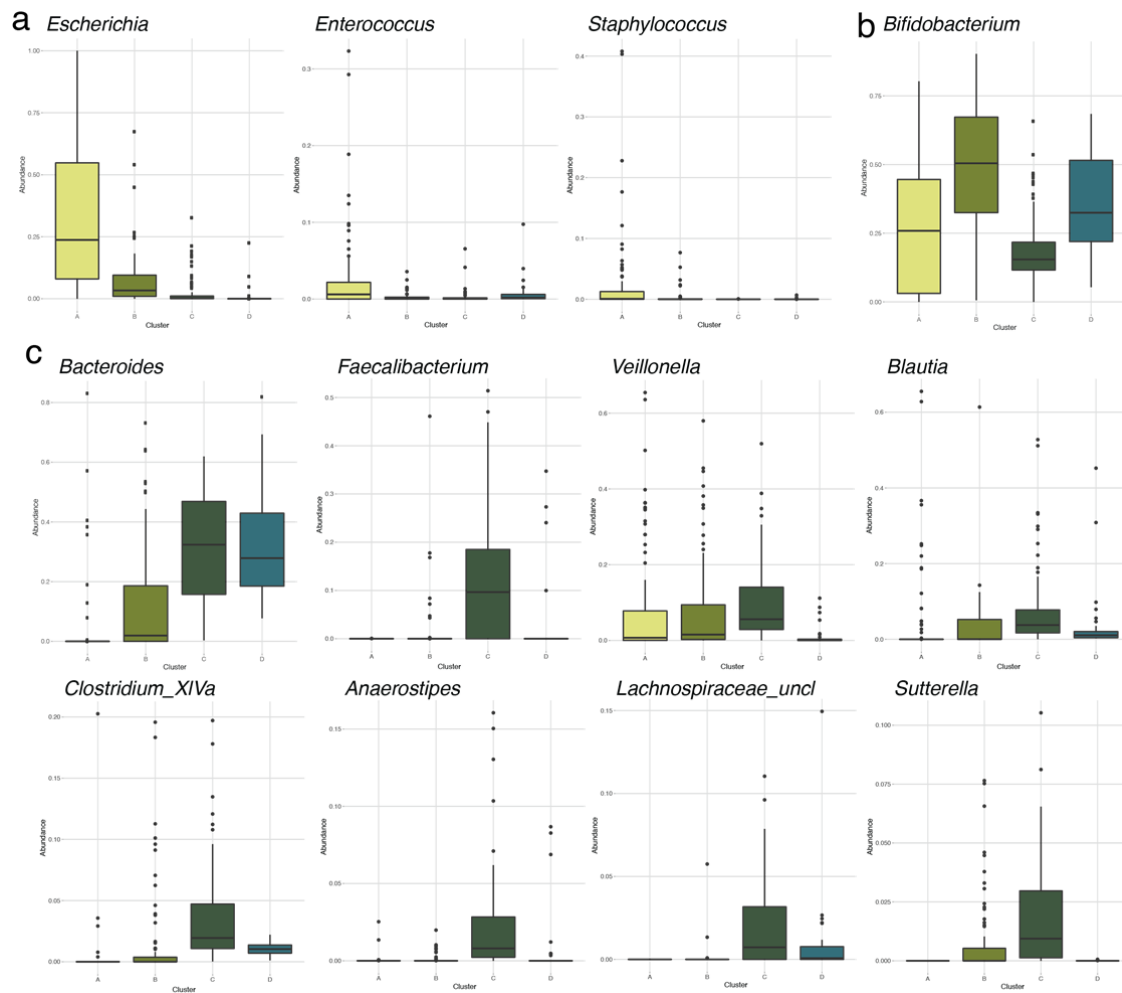 a
Escherichia
Abundance
1.00
0.75
0.50
0.25
0.00
A B C D
Cluster
Enterococcus
Abundance
0.3
0.2
0.1
0.0
A B C D
Cluster
Staphylococcus
Abundance
0.4
0.3
0.2
0.1
0.0
A B C D
Cluster
b
Bifidobacterium
Abundance
0.75
0.50
0.25
0.00
A B C D
Cluster
c
Bacteroides
Abundance
0.8
0.6
0.4
0.2
0.0
A B C D
Cluster
Faecalibacterium
Abundance
0.5
0.4
0.3
0.2
0.1
0.0
A B C D
Cluster
Veillonella
Abundance
0.6
0.4
0.2
0.0
A B C D
Cluster
Blautia
Abundance
0.6
0.4
0.2
0.0
A B C D
Cluster
Clostridium_XIVa
Abundance
0.20
0.15
0.10
0.05
0.00
A B C D
Cluster
Anaerostipes
Abundance
0.15
0.10
0.05
0.00
A B C D
Cluster
Lachnospiraceae_uncl
Abundance
0.15
0.10
0.05
0.00
A B C D
Cluster
Sutterella
Abundance
0.100
0.075
0.050
0.025
0.000
A B C D
Cluster